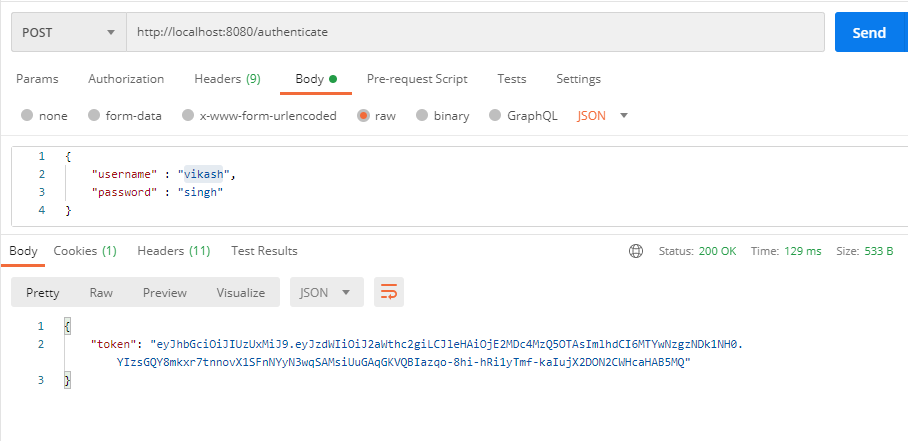 POST http://localhost:8080/authenticate Send
Params Authorization Headers (9) Body Pre-request Script Tests Settings
none form-data x-www-form-urlencoded raw binary GraphQL JSON
1 {
2 "username" : "vikash",
3 "password" : "singh"
4 }
Body Cookies (1) Headers (11) Test Results Status: 200 OK Time: 129 ms Size: 533 B
Pretty Raw Preview Visualize JSON
1 {
2 "token": "eyJhbGciOiJIUzUxMiJ9.eyJzdWIiOiJ2aWthc2giLCJleHAiOjE2MDc4MzQ5OTAsImlhdCI6MTYwNzgzNDk1NH0.
YIzsGQY8mkxr7tnnovX1SFnNYyN3wqSAMsiUuGAqGKVQBIazqo-8hi-hRi1yTmf-kaIujX2DON2CWHcaHAB5MQ"
3 }